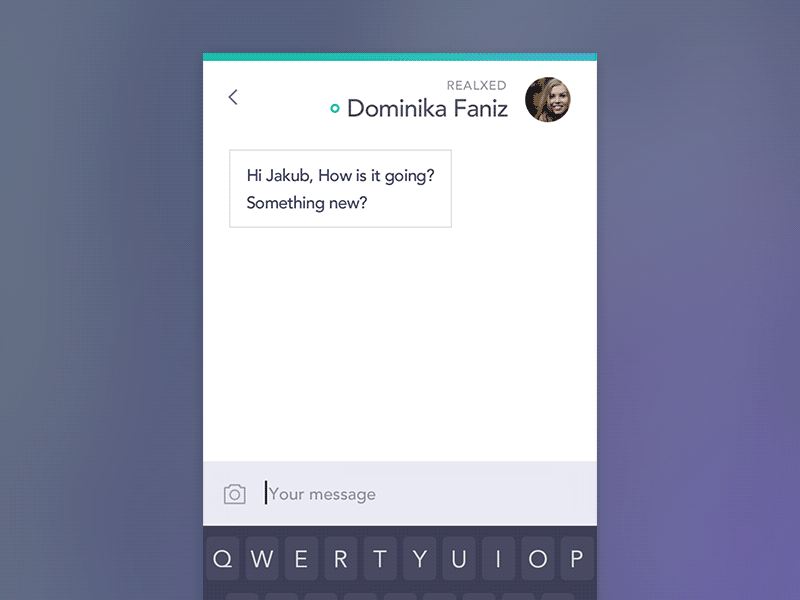 REALXED
Dominika Faniz
Hi Jakub, How is it going?
Something new?
Your message
Q W E R T Y U I O P